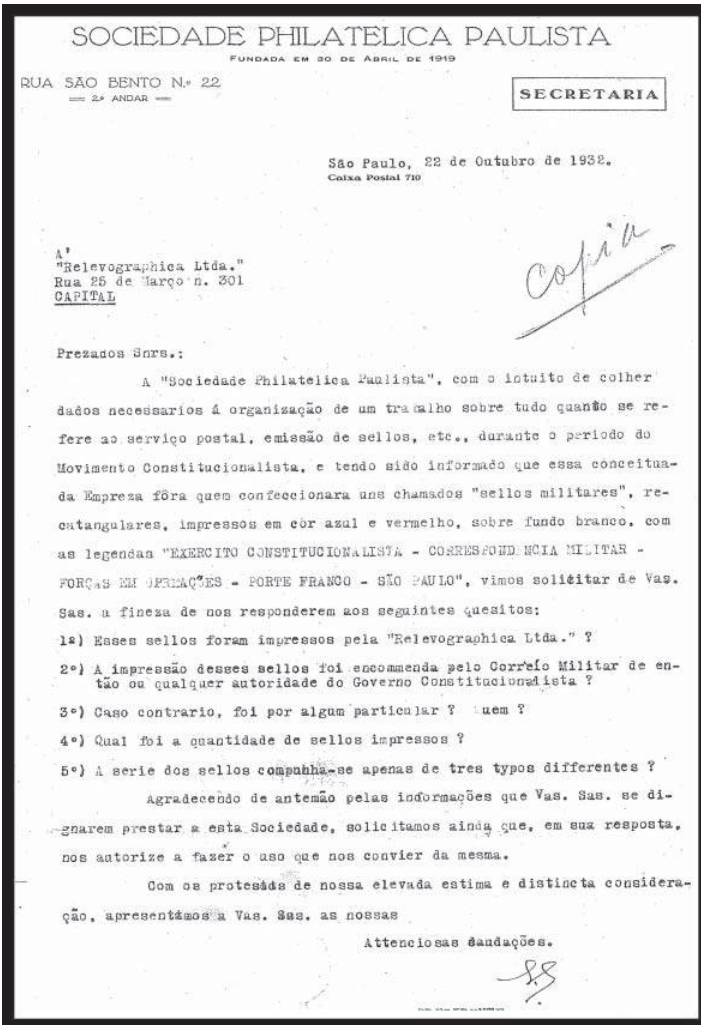 SOCIEDADE PHILATELICA PAULISTA
FUNDADA EM 30 DE ABRIL DE 1919
RUA SÃO BENTO N.º 22
2º ANDAR
SECRETARIA
São Paulo, 22 de Outubro de 1932.
Caixa Postal 710
A'
"Relevographica Ltda."
Rua 25 de Março n. 301
CAPITAL
Copia
Prezados Snrs.:
A "Sociedade Philatelica Paulista", com o intuito de colher
dados necessarios á organização de um trabalho sobre tudo quanto se re-
fere ao serviço postal, emissão de sellos, etc., durante o periodo do
Movimento Constitucionalista, e tendo sido informado que essa conceitua-
da Empreza fôra quem confeccionara uns chamados "sellos militares", re-
catangulares, impressos em côr azul e vermelho, sobre fundo branco, com
as legendas "EXERCITO CONSTITUCIONALISTA - CORRESPONDENCIA MILITAR -
FORÇAS EM OPREAÇÕES - PORTE FRANCO - SÃO PAULO", vimos solicitar de Vas.
Sas. a fineza de nos responderem aos seguintes quesitos:
1º) Esses sellos foram impressos pela "Relevographica Ltda." ?
2º) A impressão desses sellos foi encommenda pelo Correio Militar de en-
tão ou qualquer autoridade do Governo Constitucionalista ?
3º) Caso contrario, foi por algum particular ? uem ?
4º) Qual foi a quantidade de sellos impressos ?
5º) A serie dos sellos compunha-se apenas de tres typos differentes ?
Agradecendo de antemão pelas informações que Vas. Sas. se di-
gnarem prestar a esta Sociedade, solicitamos ainda que, em sua resposta,
nos autorize a fazer o uso que nos convier da mesma.
Com os protestos de nossa elevada estima e distincta considera-
ção, apresentamos a Vas. Sas. as nossas
Attenciosas saudações.